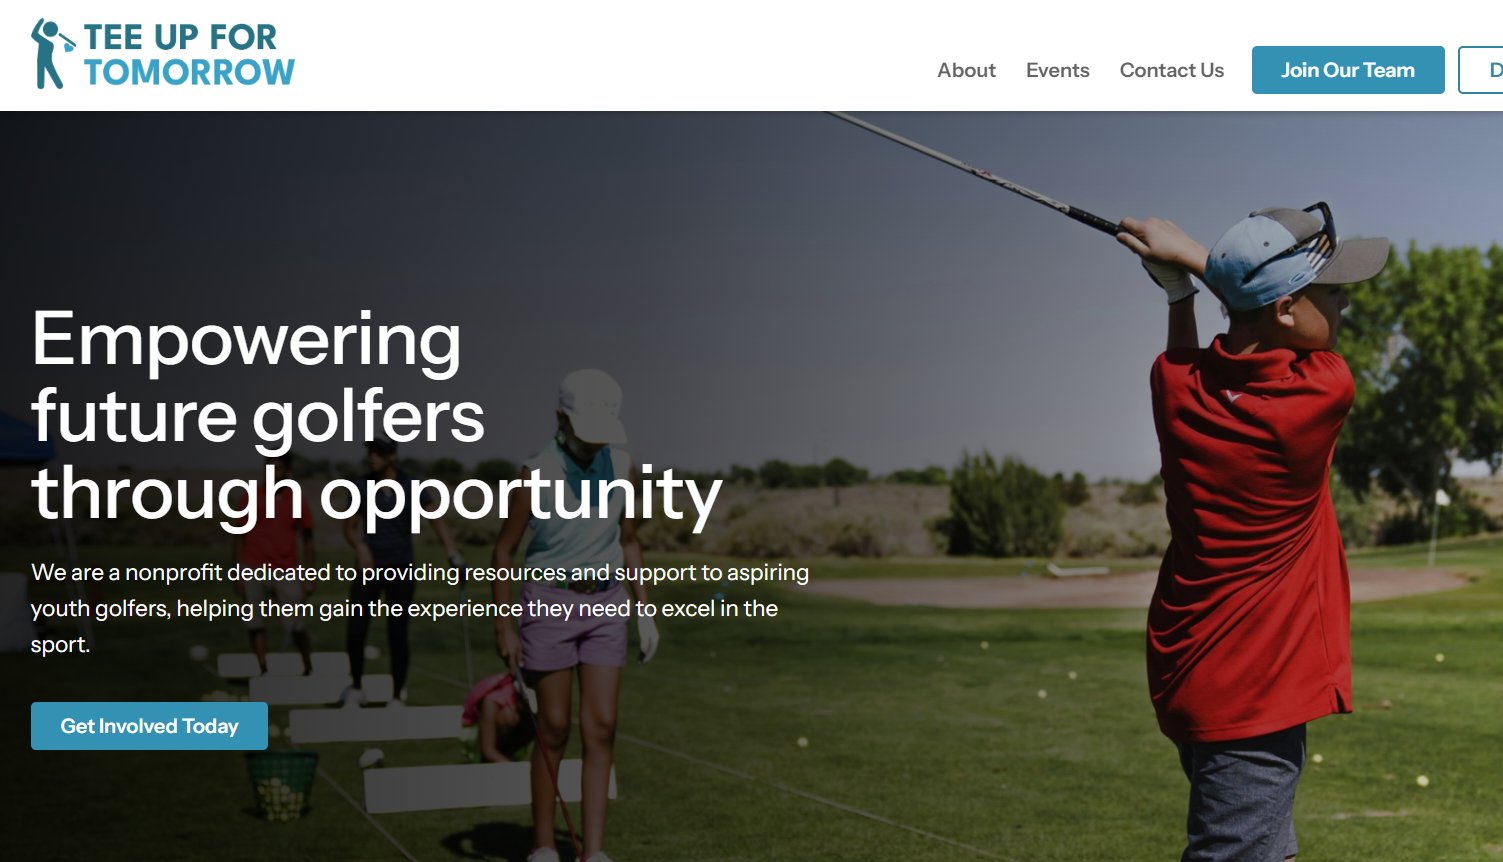 TEE UP FOR
TOMORROW
About Events Contact Us Join Our Team D
Empowering
future golfers
through opportunity
We are a nonprofit dedicated to providing resources and support to aspiring
youth golfers, helping them gain the experience they need to excel in the
sport.
Get Involved Today